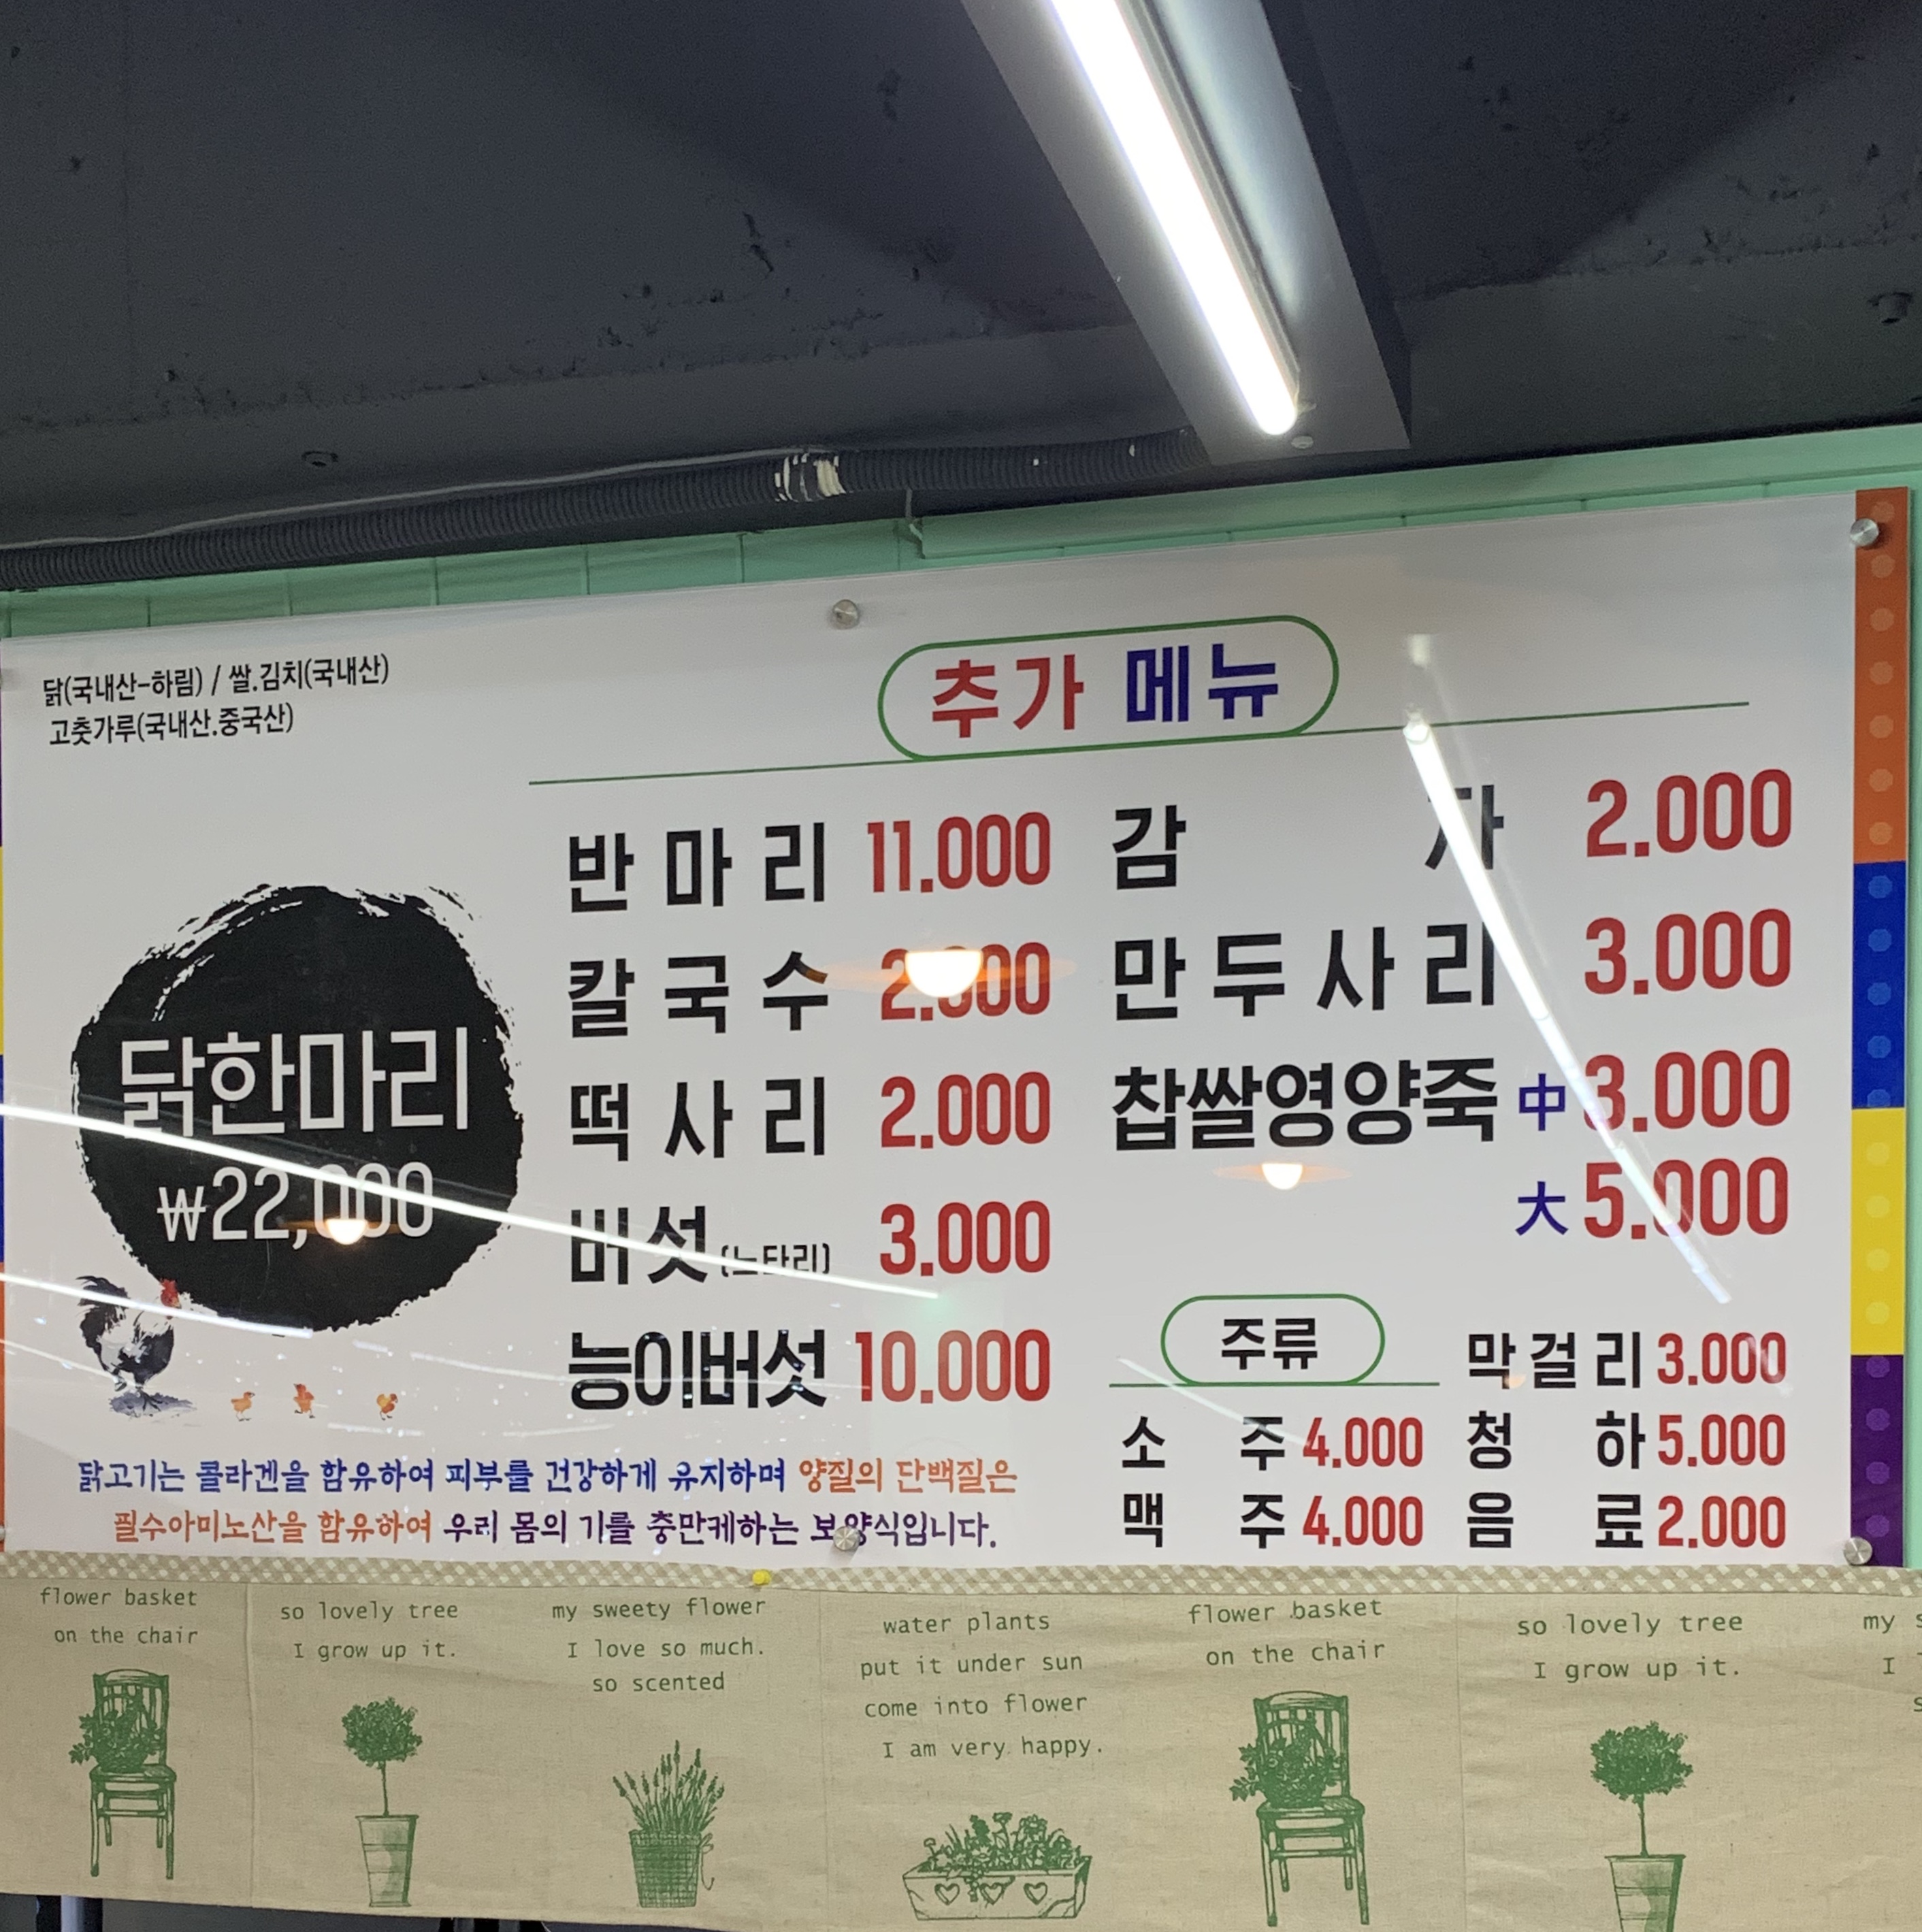 닭(국내산-하림) / 쌀.김치(국내산)
고춧가루(국내산.중국산)
닭한마리
₩22,000
추가 메뉴
반마리 11.000
칼국수 2.000
떡사리 2.000
버섯(느타리) 3.000
능이버섯 10.000
감자 2.000
만두사리 3.000
찹쌀영양죽 中 3.000
大 5.000
주류
막걸리 3.000
소주 4.000 청하 5.000
맥주 4.000 음료 2.000
닭고기는 콜라겐을 함유하여 피부를 건강하게 유지하며 양질의 단백질은
필수아미노산을 함유하여 우리 몸의 기를 충만케하는 보양식입니다.
flower basket
on the chair
so lovely tree
I grow up it.
my sweety flower
I love so much.
so scented
water plants
put it under sun
come into flower
I am very happy.
flower basket
on the chair
so lovely tree
I grow up it.
my
I